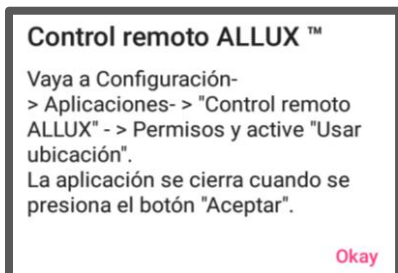 Control remoto ALLUX ™
Vaya a Configuración-
> Aplicaciones- > "Control remoto
ALLUX" - > Permisos y active "Usar
ubicación".
La aplicación se cierra cuando se
presiona el botón "Aceptar".
Okay